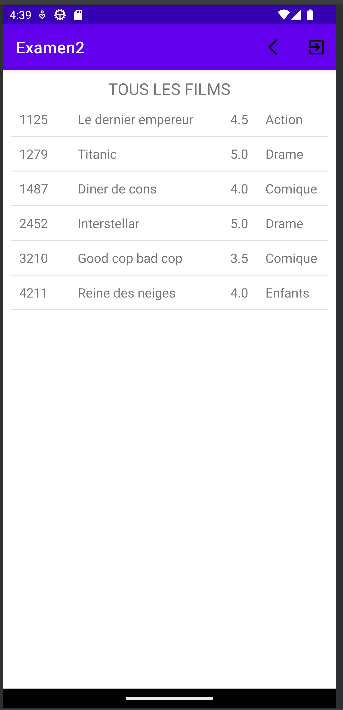 4:39
Examen2
TOUS LES FILMS
1125 Le dernier empereur 4.5 Action
1279 Titanic 5.0 Drame
1487 Diner de cons 4.0 Comique
2452 Interstellar 5.0 Drame
3210 Good cop bad cop 3.5 Comique
4211 Reine des neiges 4.0 Enfants